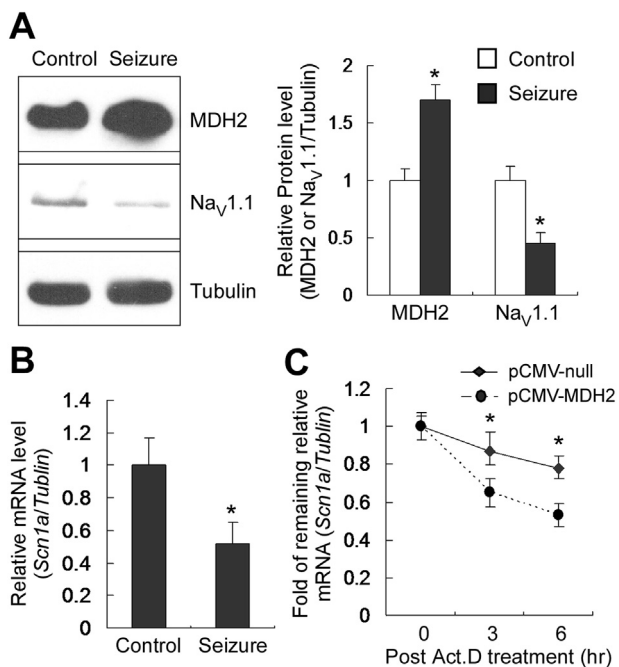 A
Control Seizure
MDH2
NaV1.1
Tubulin
Relative Protein level
(MDH2 or NaV1.1/Tubulin)
2
1.5
1
0.5
0
*
*
Control
Seizure
MDH2
NaV1.1
B
Relative mRNA level
(Scn1a/Tublin)
1.4
1.2
1
0.8
0.6
0.4
0.2
0
*
Control
Seizure
C
pCMV-null
pCMV-MDH2
Fold of remaining relative
mRNA (Scn1a/Tublin)
1.2
1
0.8
0.6
0.4
1.2
0
*
*
0
3
6
Post Act.D treatment (hr)